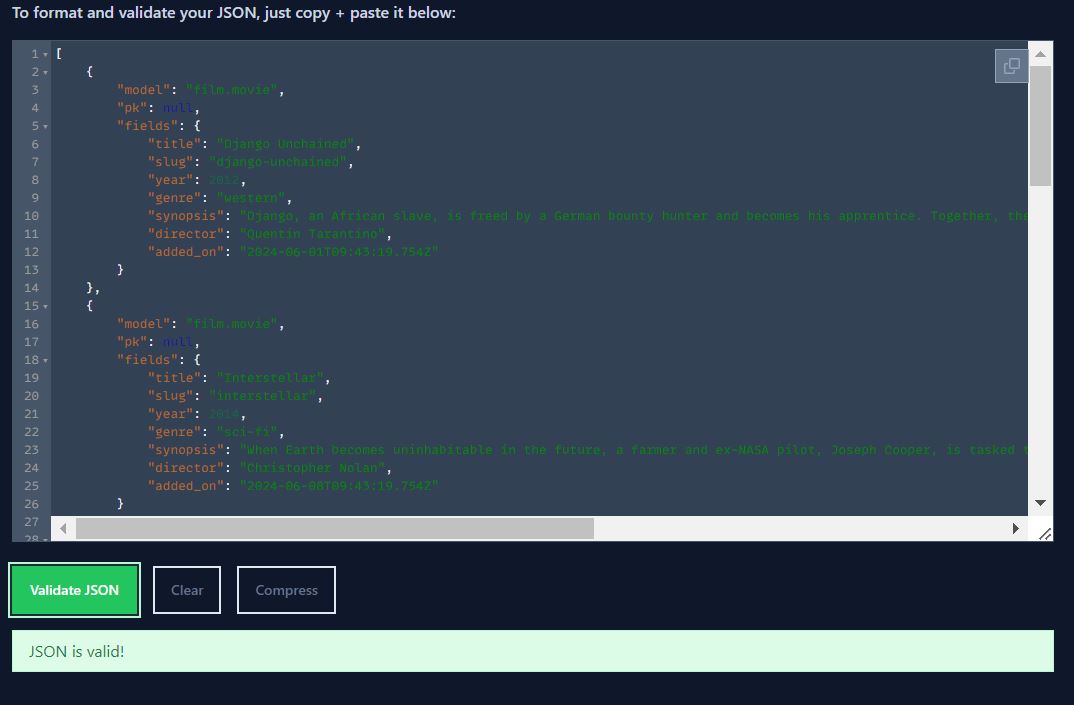 To format and validate your JSON, just copy + paste it below:
1 [
2 {
3 "model": "film.movie",
4 "pk": null,
5 "fields": {
6 "title": "Django Unchained",
7 "slug": "django-unchained",
8 "year": 2012,
9 "genre": "western",
10 "synopsis": "Django, an African slave, is freed by a German bounty hunter and becomes his apprentice. Together, the
11 "director": "Quentin Tarantino",
12 "added_on": "2024-06-01T09:43:19.754Z"
13 }
14 },
15 {
16 "model": "film.movie",
17 "pk": null,
18 "fields": {
19 "title": "Interstellar",
20 "slug": "interstellar",
21 "year": 2014,
22 "genre": "sci-fi",
23 "synopsis": "When Earth becomes uninhabitable in the future, a farmer and ex-NASA pilot, Joseph Cooper, is tasked t
24 "director": "Christopher Nolan",
25 "added_on": "2024-06-08T09:43:19.754Z"
26 }
27
28
Validate JSON Clear Compress
JSON is valid!